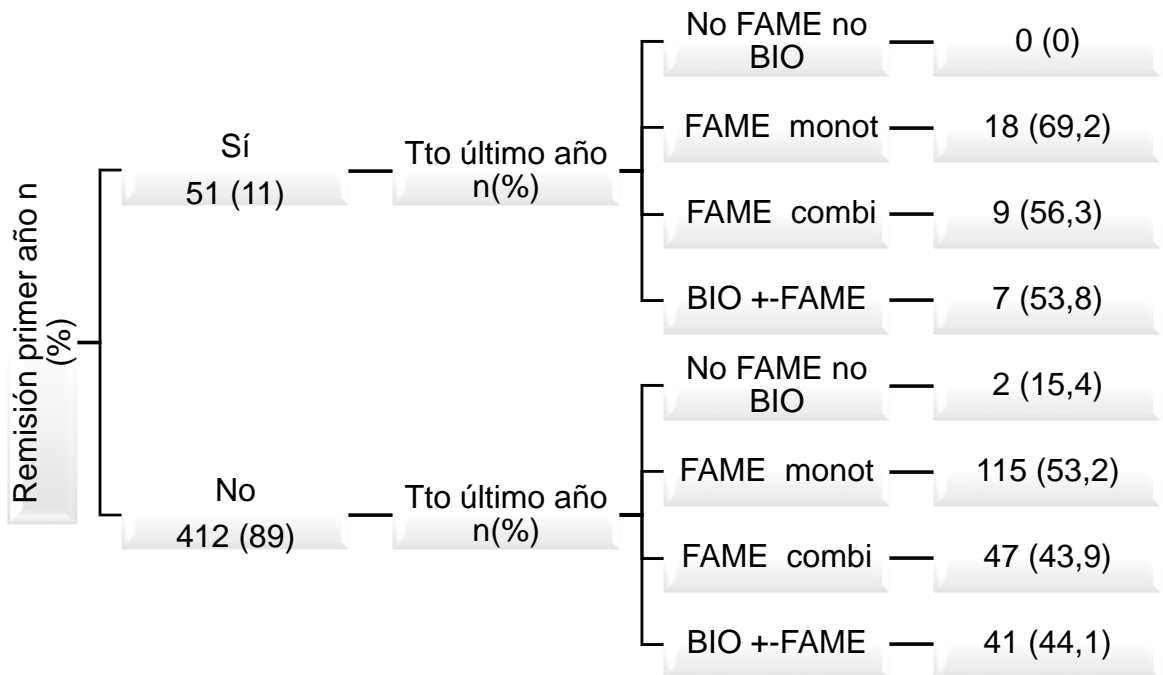 Remisión primer año n
(%)
Sí
51 (11)
Tto último año
n(%)
No FAME no
BIO
0 (0)
FAME monot
18 (69,2)
FAME combi
9 (56,3)
BIO +-FAME
7 (53,8)
No
412 (89)
Tto último año
n(%)
No FAME no
BIO
2 (15,4)
FAME monot
115 (53,2)
FAME combi
47 (43,9)
BIO +-FAME
41 (44,1)